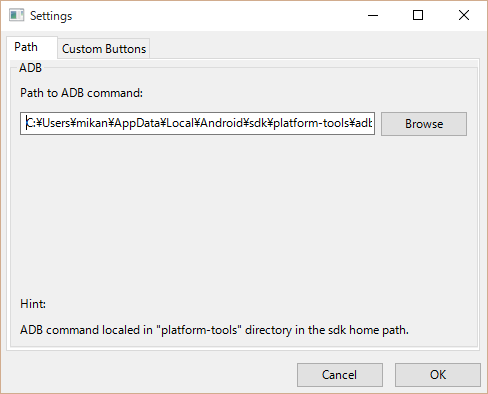 Settings
Path
Custom Buttons
ADB
Path to ADB command:
C:¥Users¥mikan¥AppData¥Local¥Android¥sdk¥platform-tools¥adb
Browse
Hint:
ADB command localed in "platform-tools" directory in the sdk home path.
Cancel
OK